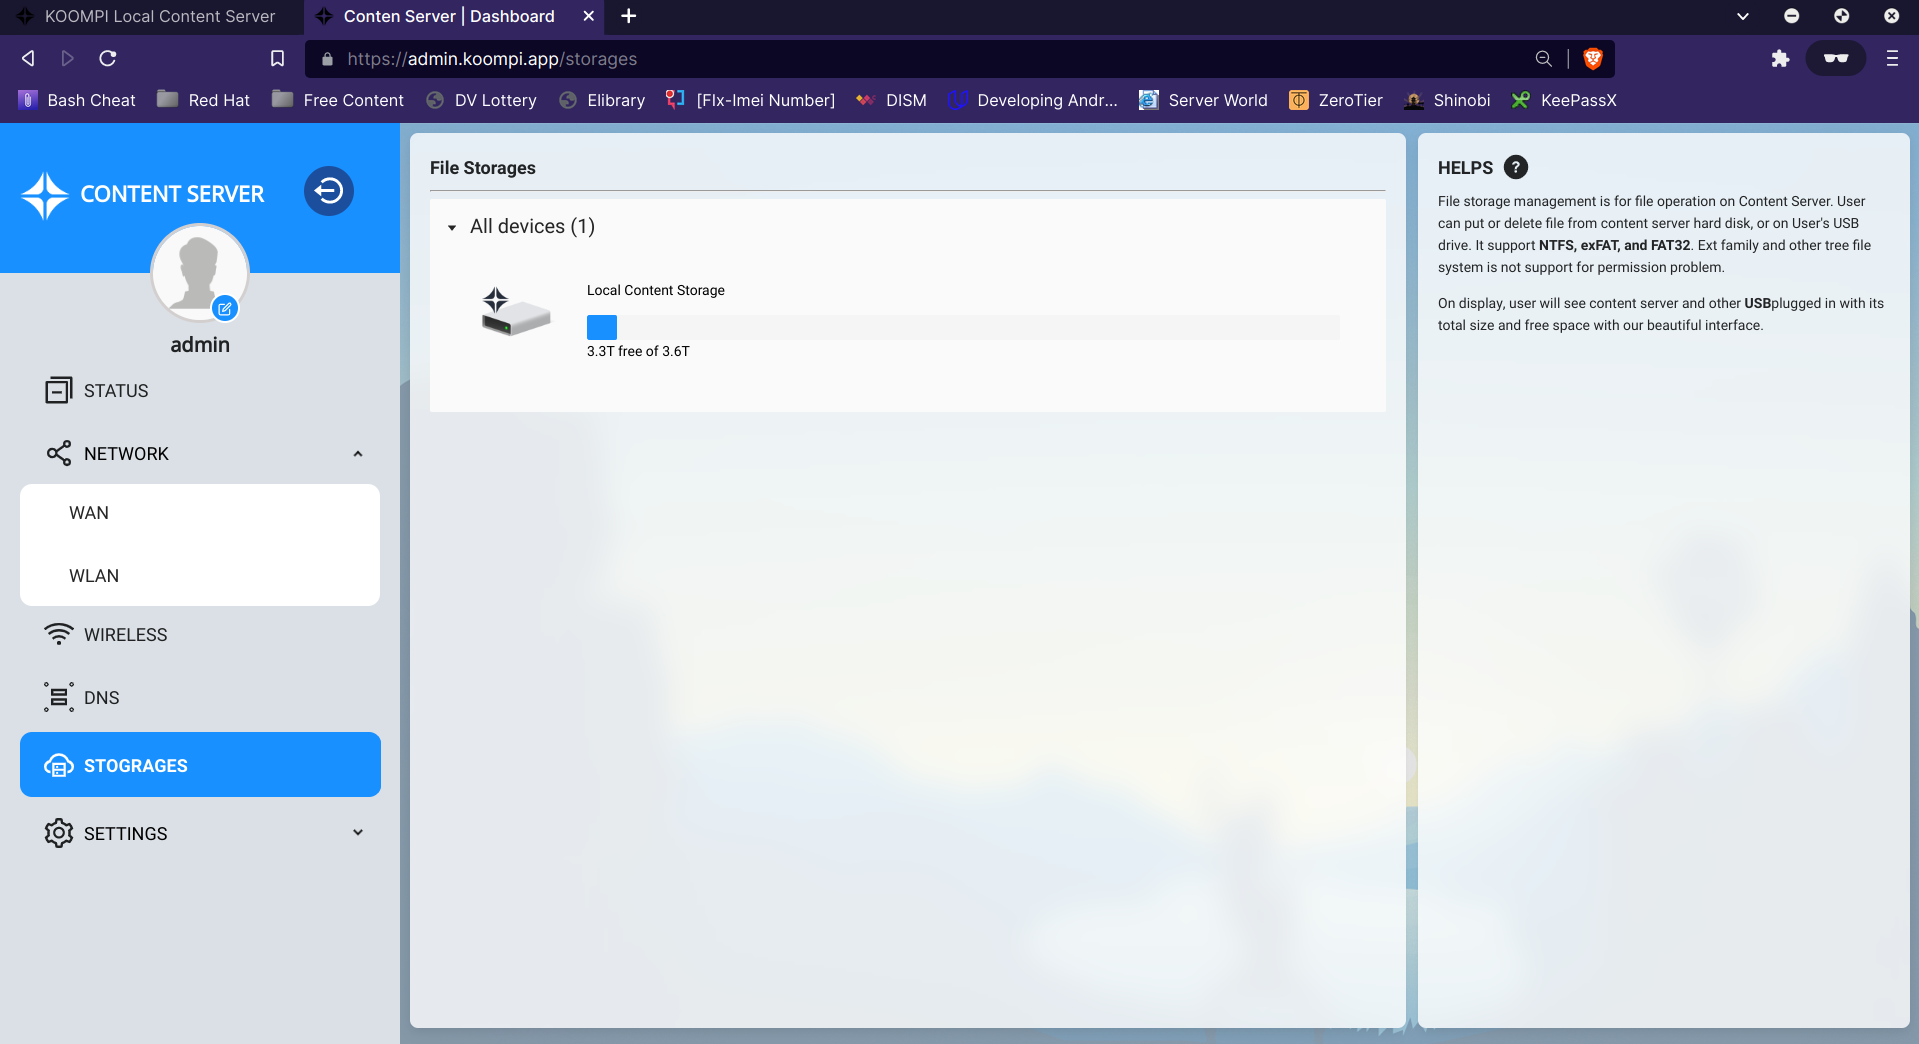 KOOMPI Local Content Server
Conten Server | Dashboard
https://admin.koompi.app/storages
Bash Cheat
Red Hat
Free Content
DV Lottery
Elibrary
[Flx-Imei Number]
DISM
Developing Andr...
Server World
ZeroTier
Shinobi
KeePassX
CONTENT SERVER
admin
STATUS
NETWORK
WAN
WLAN
WIRELESS
DNS
STOGRAGES
SETTINGS
File Storages
All devices (1)
Local Content Storage
3.3T free of 3.6T
HELPS ?
File storage management is for file operation on Content Server. User
can put or delete file from content server hard disk, or on User's USB
drive. It support NTFS, exFAT, and FAT32. Ext family and other tree file
system is not support for permission problem.
On display, user will see content server and other USBplugged in with its
total size and free space with our beautiful interface.